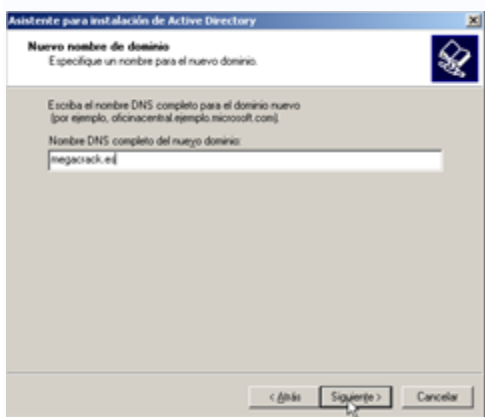 Asistente para instalación de Active Directory
Nuevo nombre de dominio
Especifique un nombre para el nuevo dominio.
Escriba el nombre DNS completo para el dominio nuevo
(por ejemplo, oficinacentral.ejemplo.microsoft.com).
Nombre DNS completo del nuevo dominio:
megacrack.es
< Atrás
Siguiente >
Cancelar